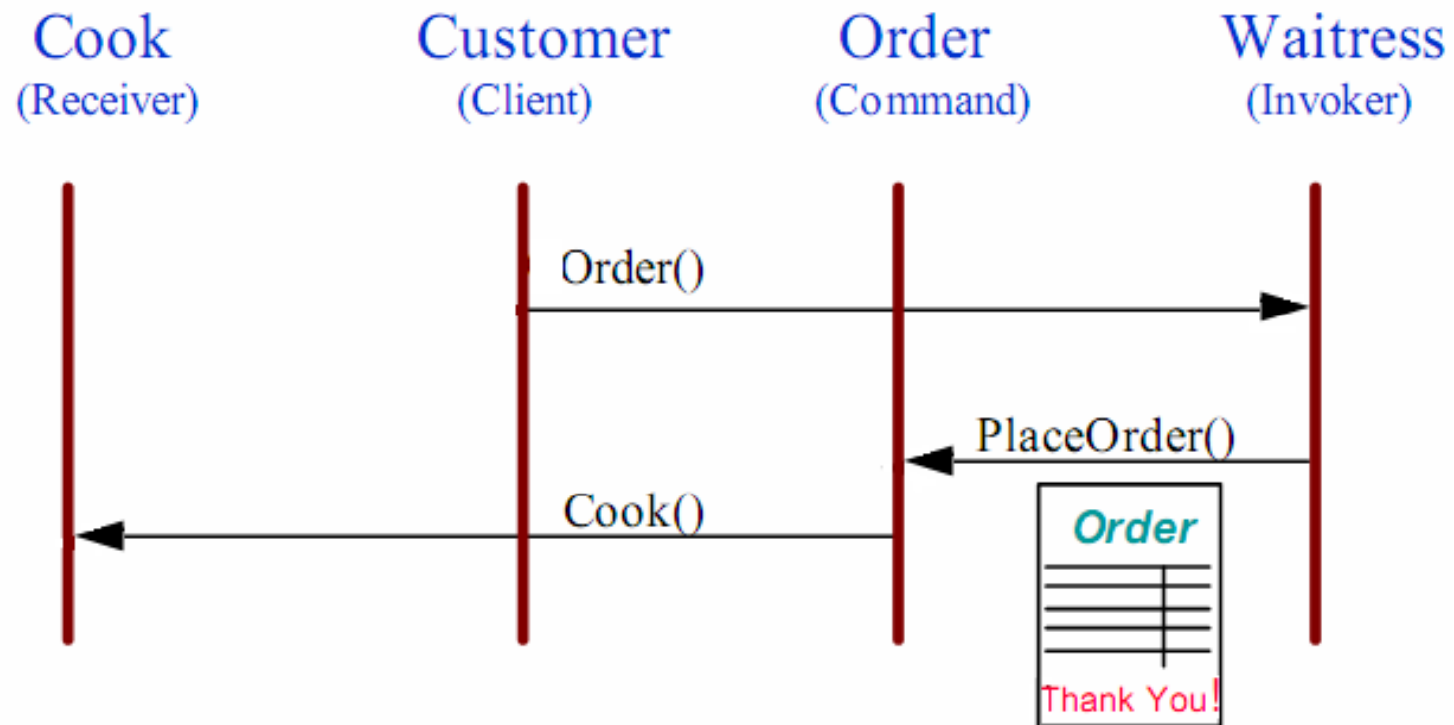 Cook
Customer
Order
Waitress
(Receiver)
(Client)
(Command)
(Invoker)
Order()
PlaceOrder()
Cook()
Order
Thank You!